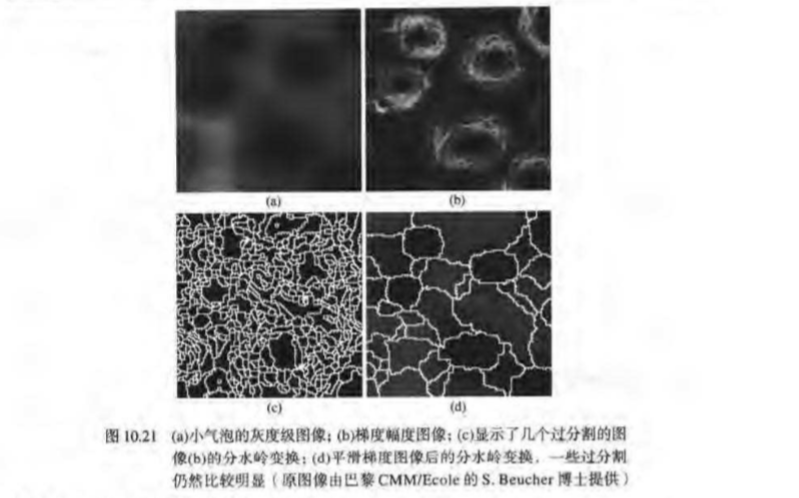 (a)
(b)
(c)
(d)
图 10.21 (a)小气泡的灰度级图像; (b)梯度幅度图像; (c)显示了几个过分割的图
像(b)的分水岭变换; (d)平滑梯度图像后的分水岭变换。一些过分割
仍然比较明显（原图像由巴黎 CMM/Ecole 的 S. Beucher 博士提供）